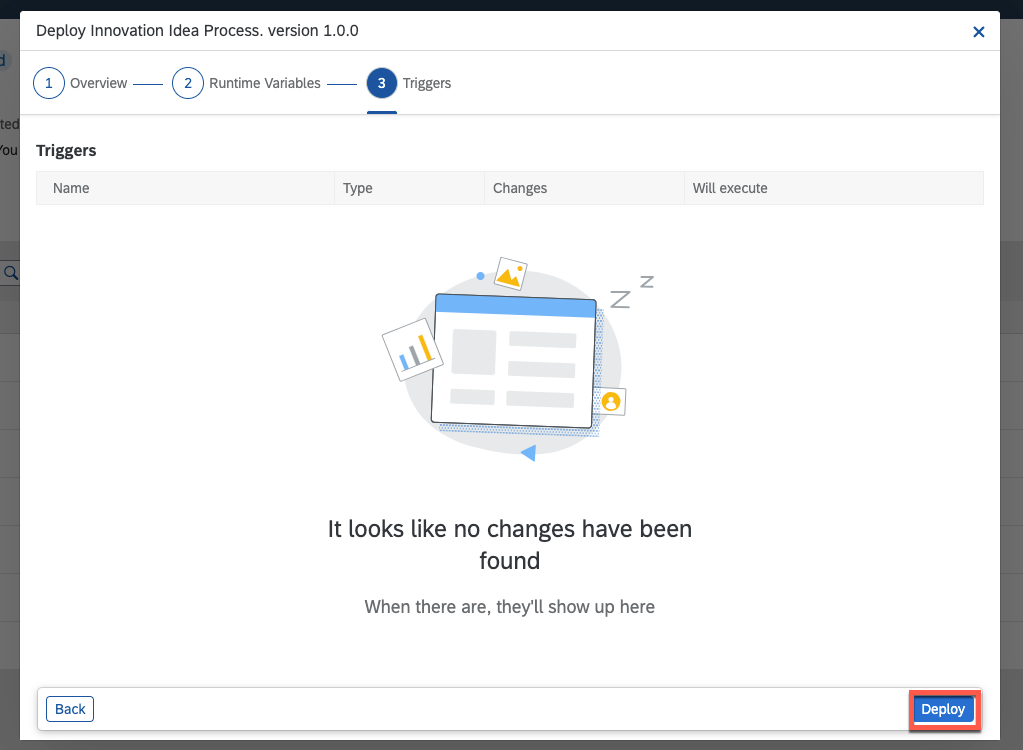 Deploy Innovation Idea Process. version 1.0.0
1 Overview 2 Runtime Variables 3 Triggers
ted
You
Triggers
Name Type Changes Will execute
Z
Z
It looks like no changes have been
found
When there are, they'll show up here
Back Deploy